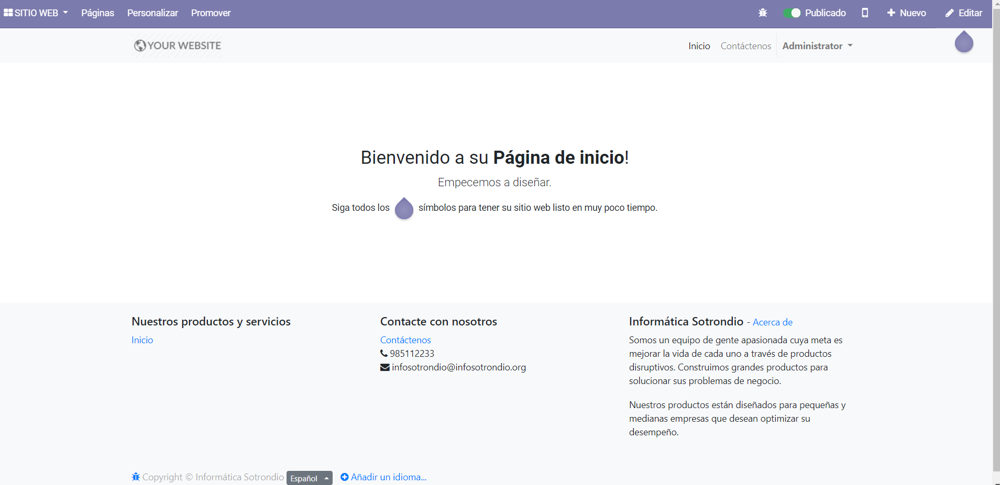 SITIO WEB Páginas Personalizar Promover Publicado Nuevo Editar
YOUR WEBSITE Inicio Contáctenos Administrator
Bienvenido a su Página de inicio!
Empecemos a diseñar.
Siga todos los símbolos para tener su sitio web listo en muy poco tiempo.
Nuestros productos y servicios
Inicio
Contacte con nosotros
Contáctenos
985112233
infosotrondio@infosotrondio.org
Informática Sotrondio - Acerca de
Somos un equipo de gente apasionada cuya meta es
mejorar la vida de cada uno a través de productos
disruptivos. Construimos grandes productos para
solucionar sus problemas de negocio.
Nuestros productos están diseñados para pequeñas y
medianas empresas que desean optimizar su
desempeño.
Copyright © Informática Sotrondio Español Añadir un idioma...